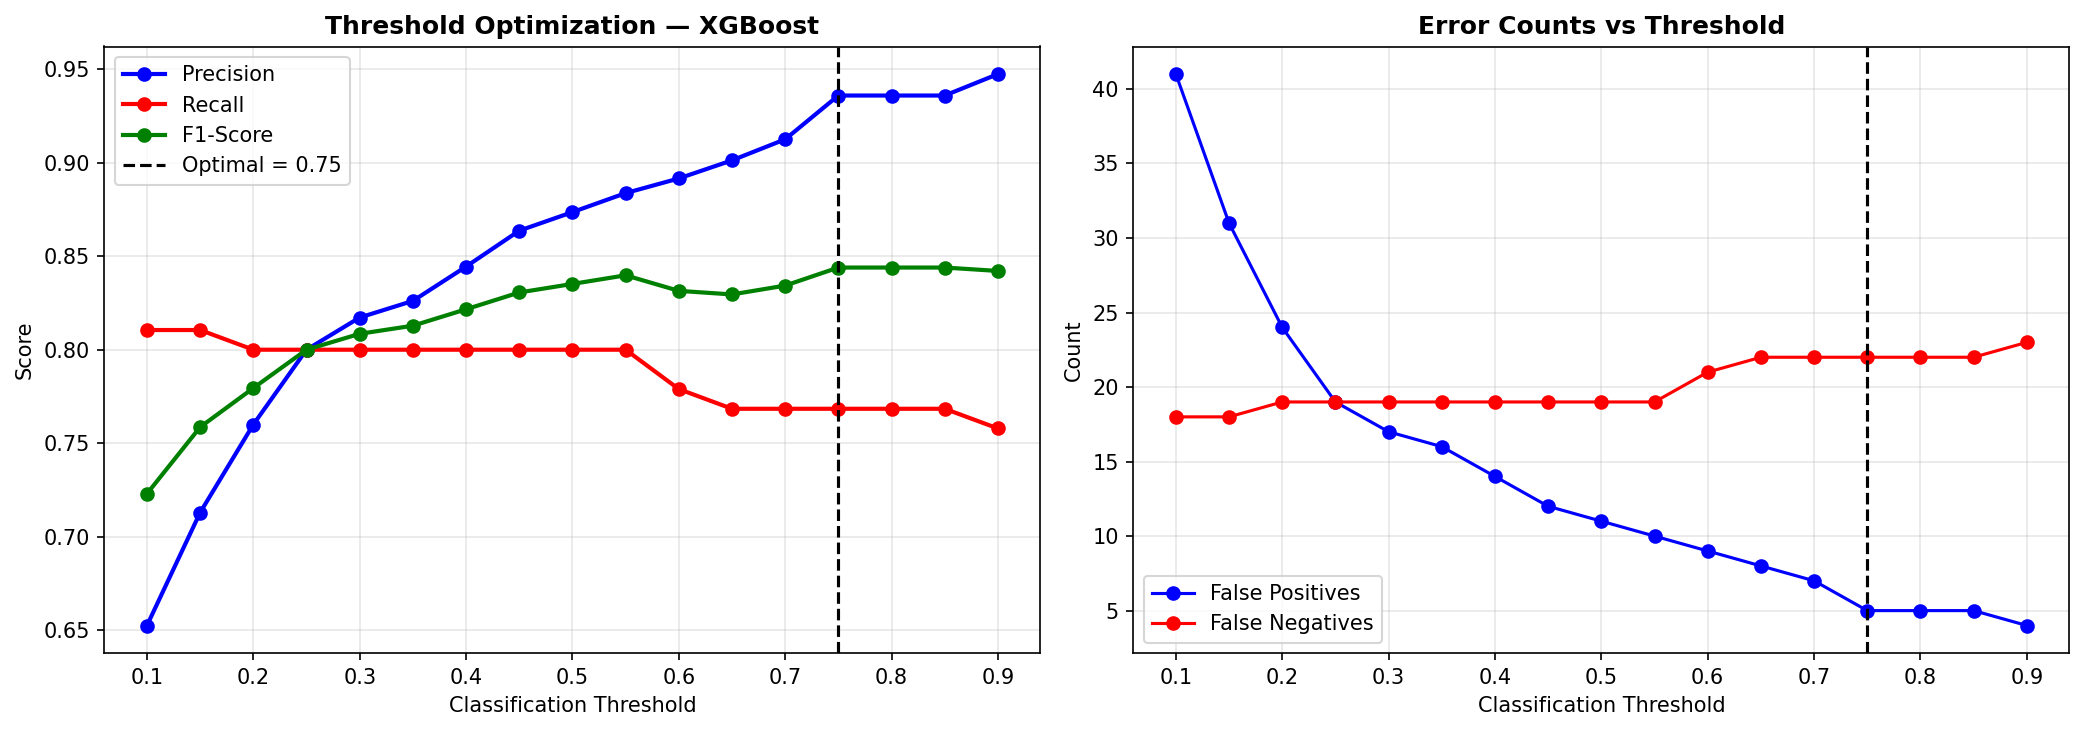 Threshold Optimization — XGBoost
0.95
0.90
0.85
0.80
0.75
0.70
0.65
Score
Precision
Recall
F1-Score
Optimal = 0.75
0.1 0.2 0.3 0.4 0.5 0.6 0.7 0.8 0.9
Classification Threshold
Error Counts vs Threshold
40
35
30
25
20
15
10
5
Count
False Positives
False Negatives
0.1 0.2 0.3 0.4 0.5 0.6 0.7 0.8 0.9
Classification Threshold